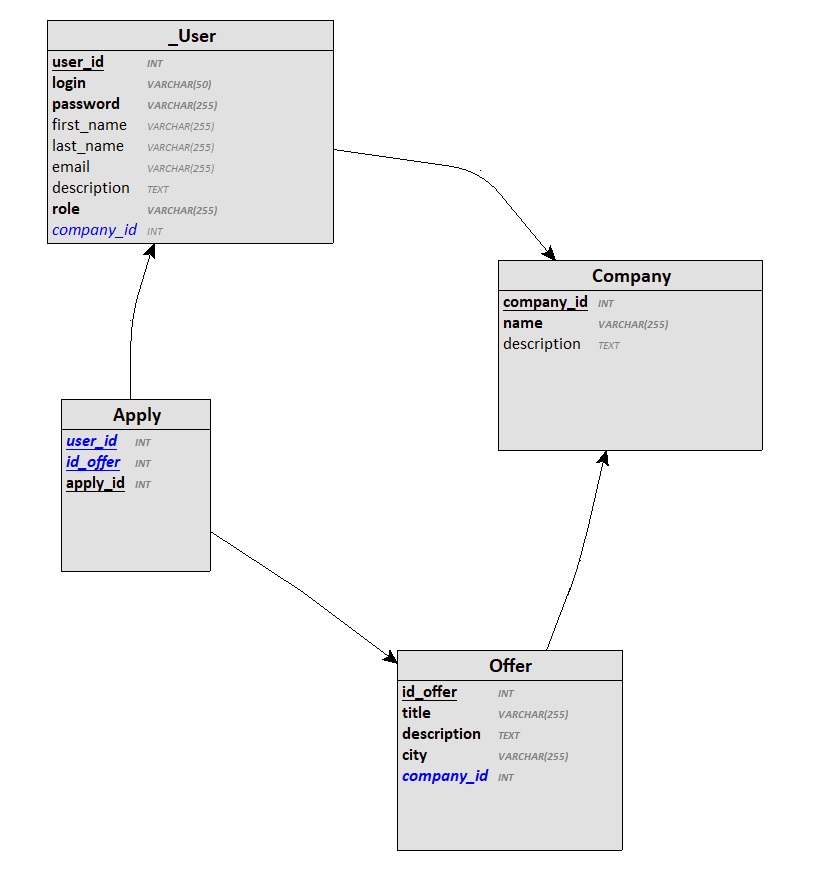 _User
user_id INT
login VARCHAR(50)
password VARCHAR(255)
first_name VARCHAR(255)
last_name VARCHAR(255)
email VARCHAR(255)
description TEXT
role VARCHAR(255)
company_id INT
Company
company_id INT
name VARCHAR(255)
description TEXT
Apply
user_id INT
id_offer INT
apply_id INT
Offer
id_offer INT
title VARCHAR(255)
description TEXT
city VARCHAR(255)
company_id INT